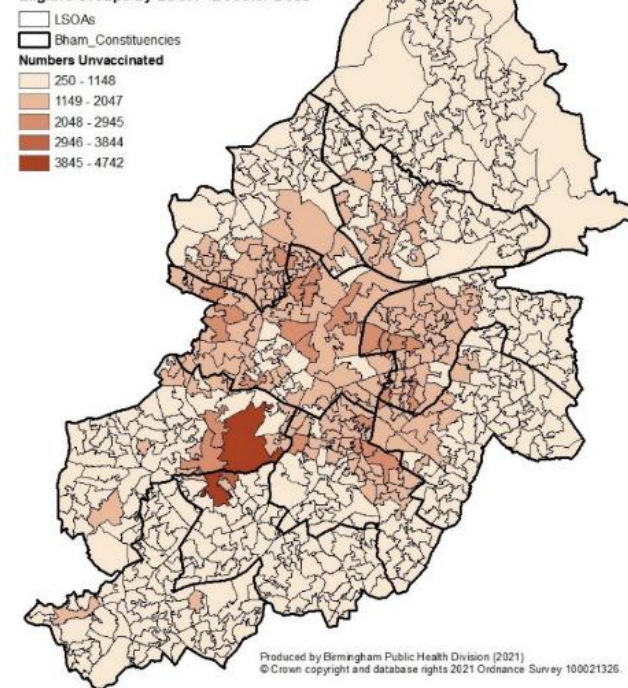 LSOAs
Bham_Constituencies
Numbers Unvaccinated
250 - 1148
1149 - 2047
2048 - 2945
2946 - 3844
3845 - 4742
Produced by Birmingham Public Health Division (2021)
© Crown copyright and database rights 2021 Ordnance Survey 100021326.